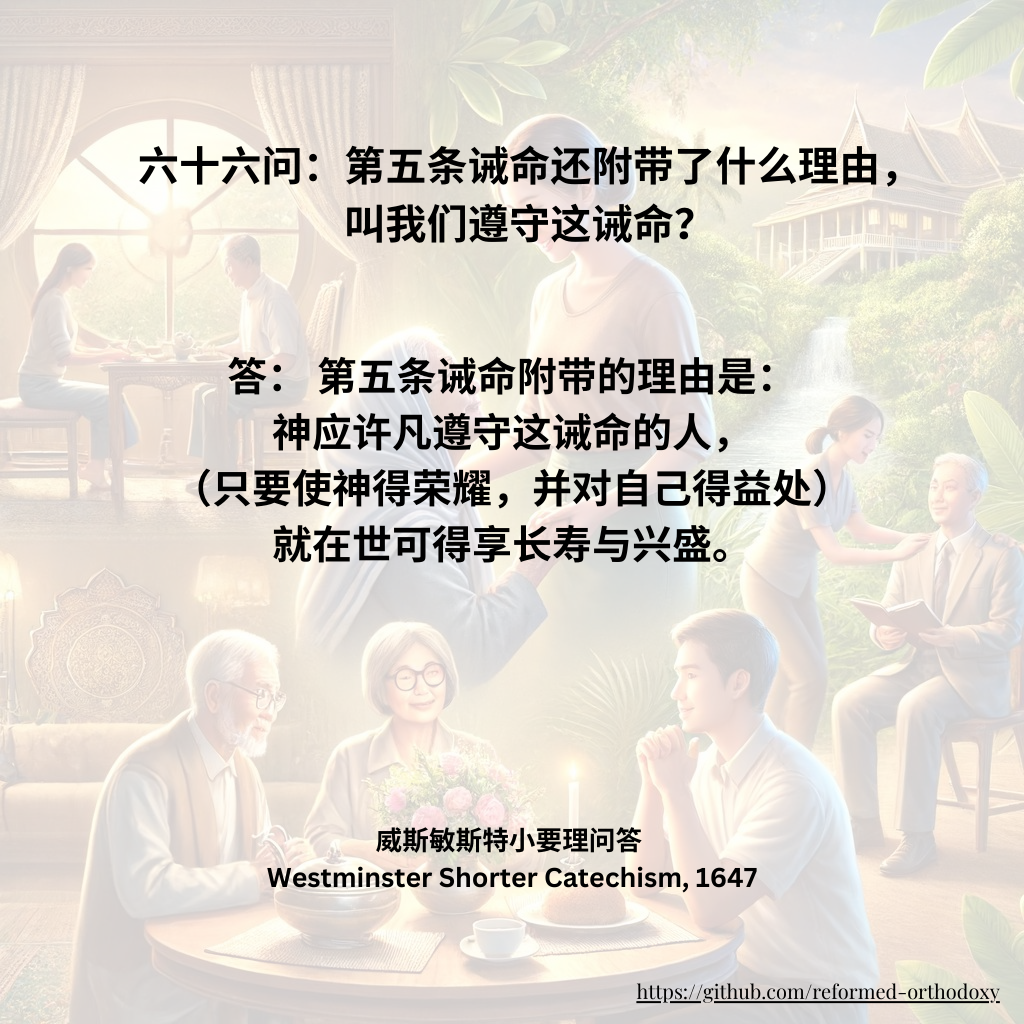 六十六问：第五条诫命还附带了什么理由，
叫我们遵守这诫命？
答： 第五条诫命附带的理由是：
神应许凡遵守这诫命的人，
（只要使神得荣耀，并对自己得益处）
就在世可得享长寿与兴盛。
威斯敏斯特小要理问答
Westminster Shorter Catechism, 1647
https://github.com/reformed-orthodoxy